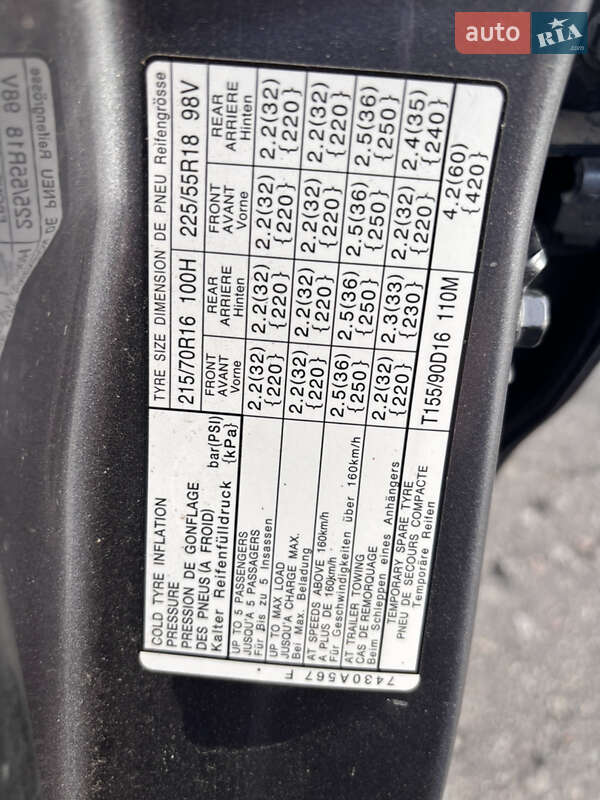 auto RIA .com
COLD TYRE INFLATION PRESSURE
PRESSION DE GONFLAGE DES PNEUS (A FROID)
Kalter Reifenfülldruck bar(PSI) {kPa}
TYRE SIZE DIMENSION DE PNEU Reifengrösse
215/70R16 100H 225/55R18 98V
FRONT AVANT Vorne REAR ARRIERE Hinten FRONT AVANT Vorne REAR ARRIERE Hinten
UP TO 5 PASSENGERS
JUSQU'A 5 PASSAGERS
Für Bis zu 5 Insassen
2.2(32) {220} 2.2(32) {220} 2.2(32) {220} 2.2(32) {220}
UP TO MAX.LOAD
JUSQU'A CHARGE MAX.
Bei Max. Beladung
2.2(32) {220} 2.2(32) {220} 2.2(32) {220} 2.2(32) {220}
AT SPEEDS ABOVE 160km/h
A PLUS DE 160km/h
Für Geschwindigkeiten über 160km/h
2.5(36) {250} 2.5(36) {250} 2.5(36) {250} 2.5(36) {250}
AT TRAILER TOWING
CAS DE REMORQUAGE
Beim Schleppen eines Anhängers
2.2(32) {220} 2.3(33) {230} 2.2(32) {220} 2.4(35) {240}
TEMPORARY SPARE TYRE
PNEU DE SECOURS COMPACTE
Temporäre Reifen
T155/90D16 110M 4.2(60) {420}
7430A567 F
DE PNEU Reifengrösse
225/55R18 98V